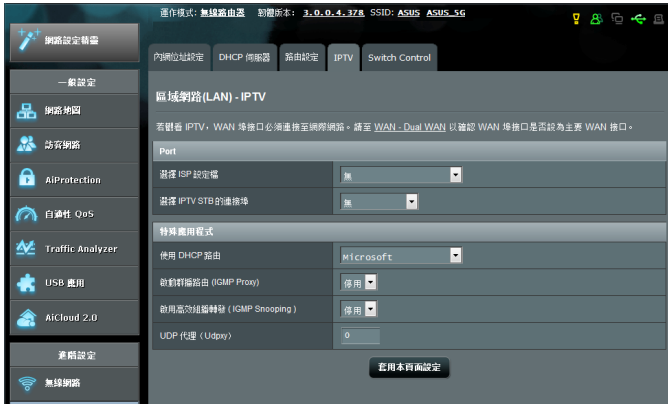 運作模式: 無線路由器 韌體版本: 3.0.0.4.378 SSID: ASUS ASUS_5G
網路設定精靈
內網位址設定 DHCP 伺服器 路由設定 IPTV Switch Control
一般設定
網路地圖
訪客網路
AiProtection
自適性 QoS
Traffic Analyzer
USB 應用
AiCloud 2.0
進階設定
無線網路
區域網路(LAN) - IPTV
若觀看 IPTV，WAN 埠接口必須連接至網際網路。請至 WAN - Dual WAN 以確認 WAN 埠接口是否設為主要 WAN 接口。
Port
選擇 ISP 設定檔 無
選擇 IPTV STB 的連接埠 無
特殊應用程式
使用 DHCP 路由 Microsoft
啟動群播路由 (IGMP Proxy) 停用
啟用高效組播轉發 ( IGMP Snooping ) 停用
UDP 代理（Udpxy） 0
套用本頁面設定